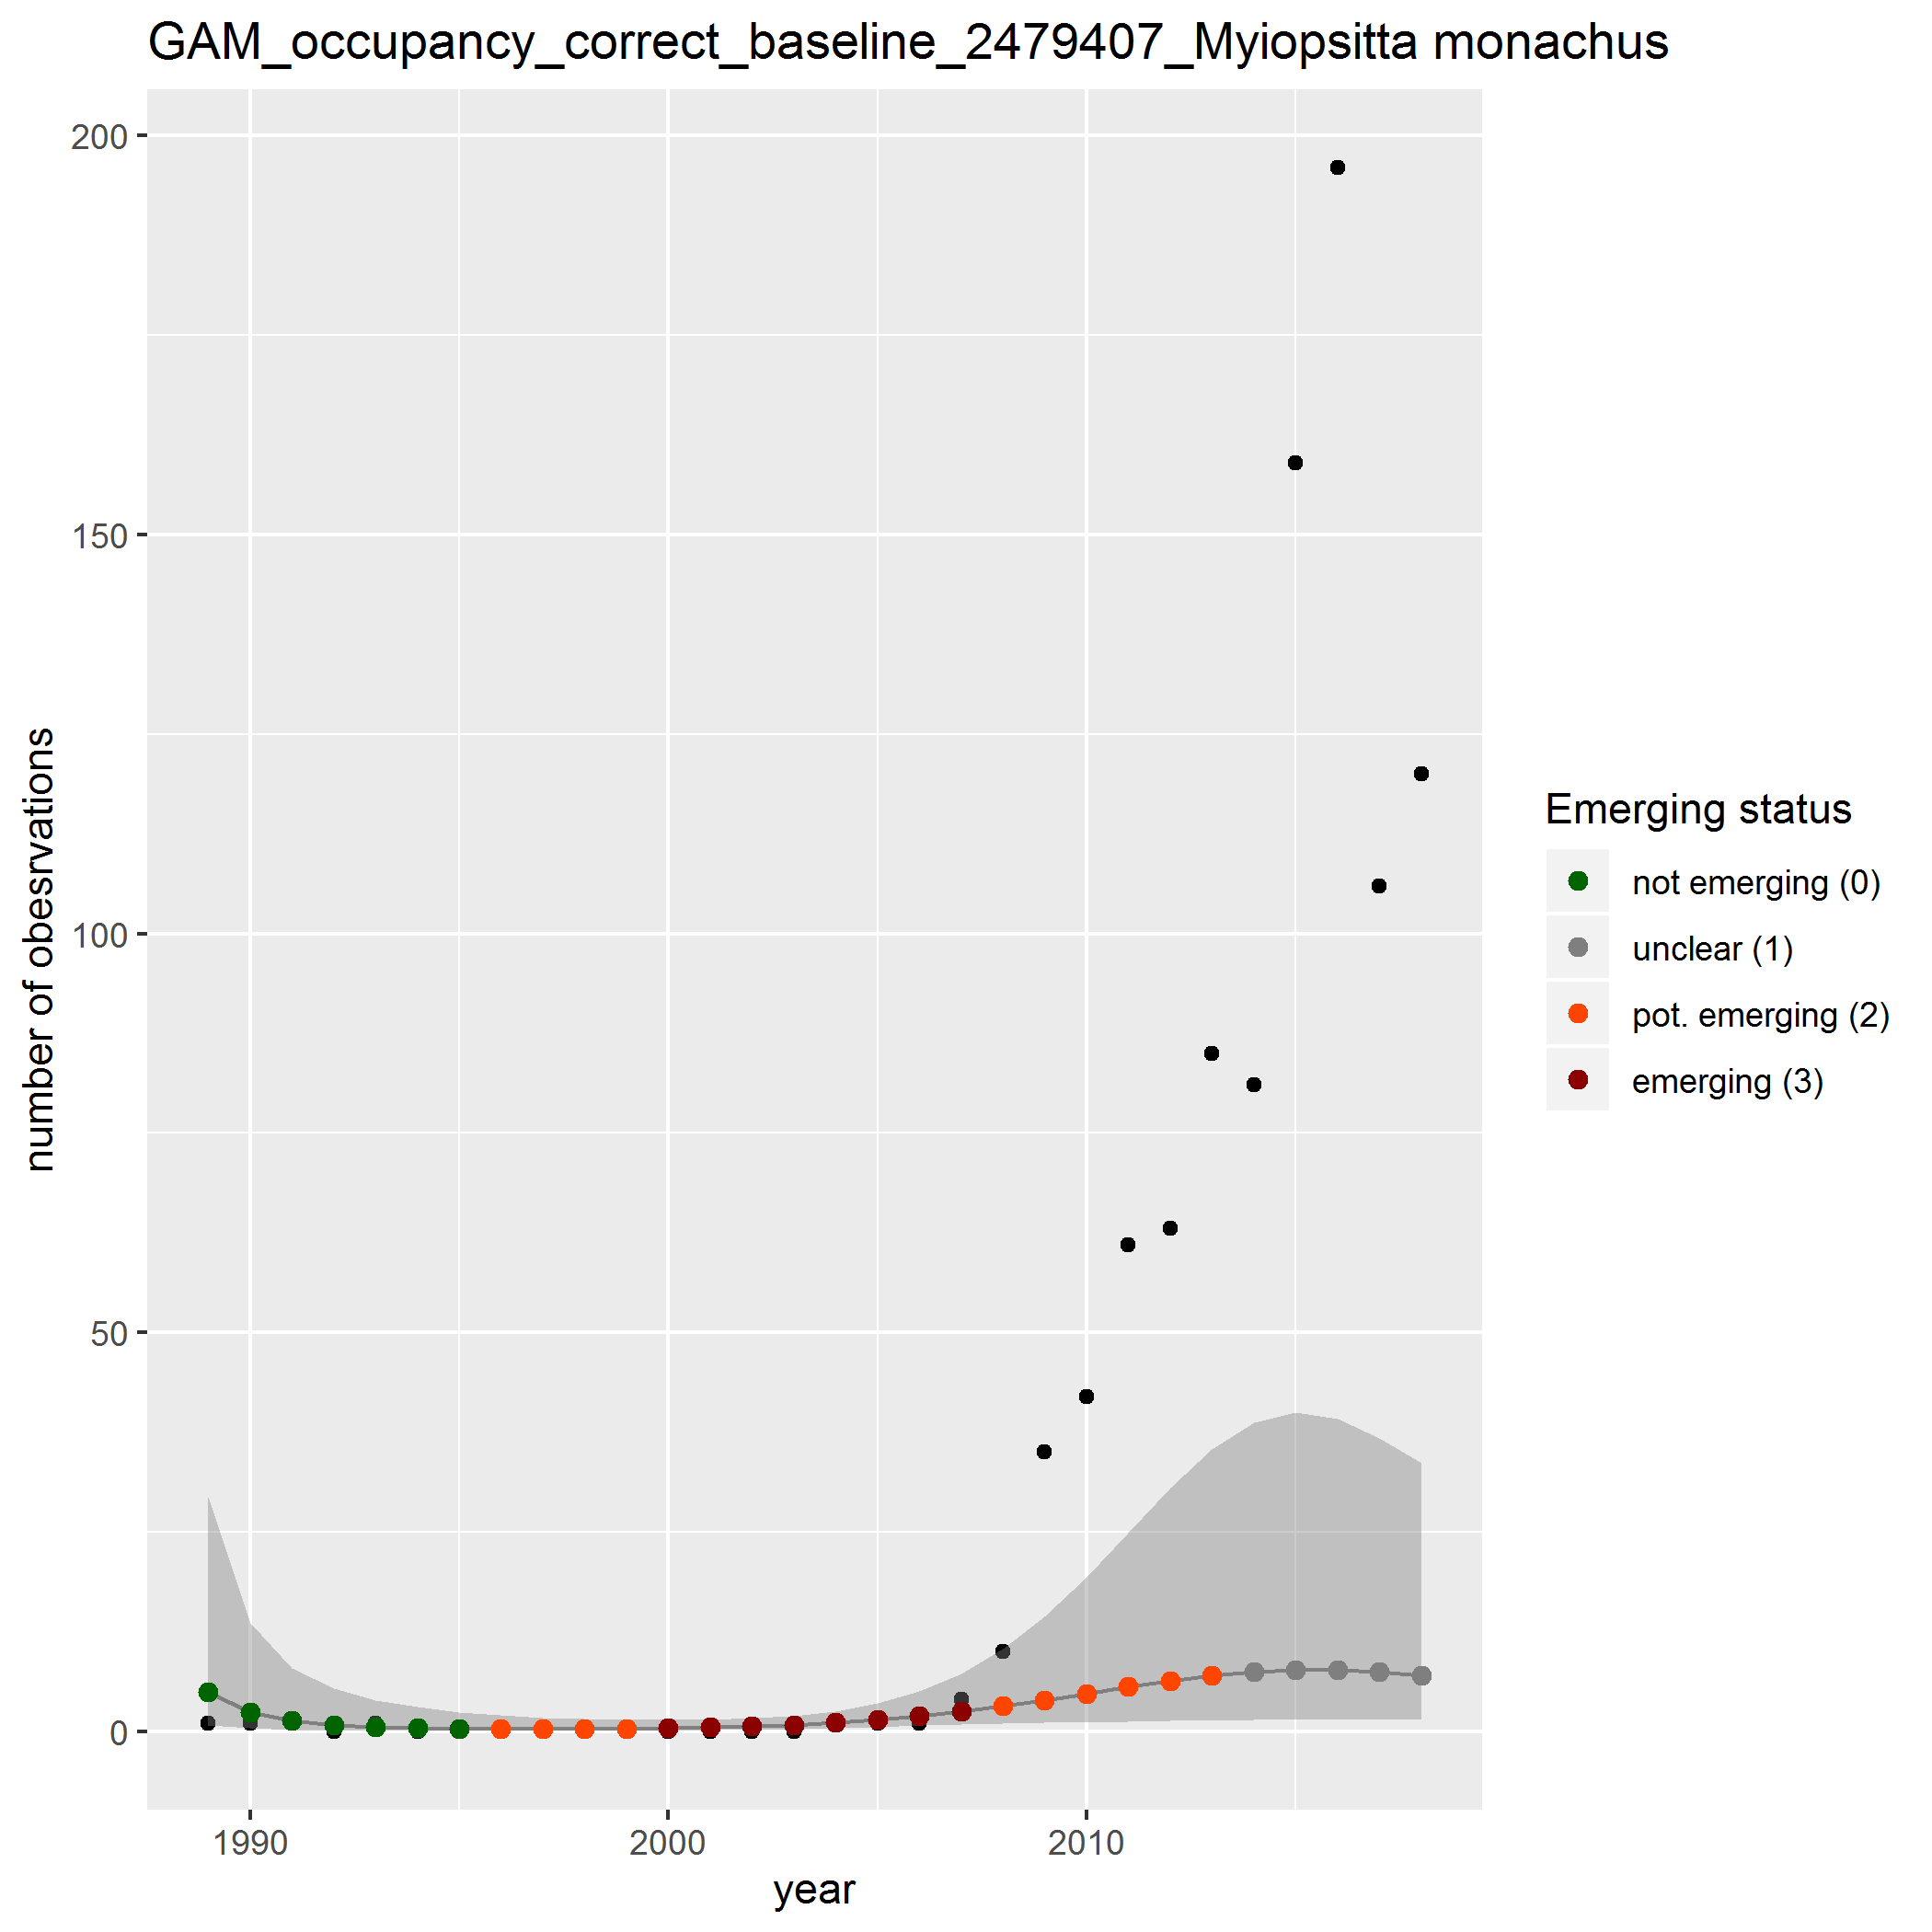 GAM_occupancy_correct_baseline_2479407_Myiopsitta monachus
200
150
100
50
0
number of obesrvations
1990
2000
2010
year
Emerging status
not emerging (0)
unclear (1)
pot. emerging (2)
emerging (3)